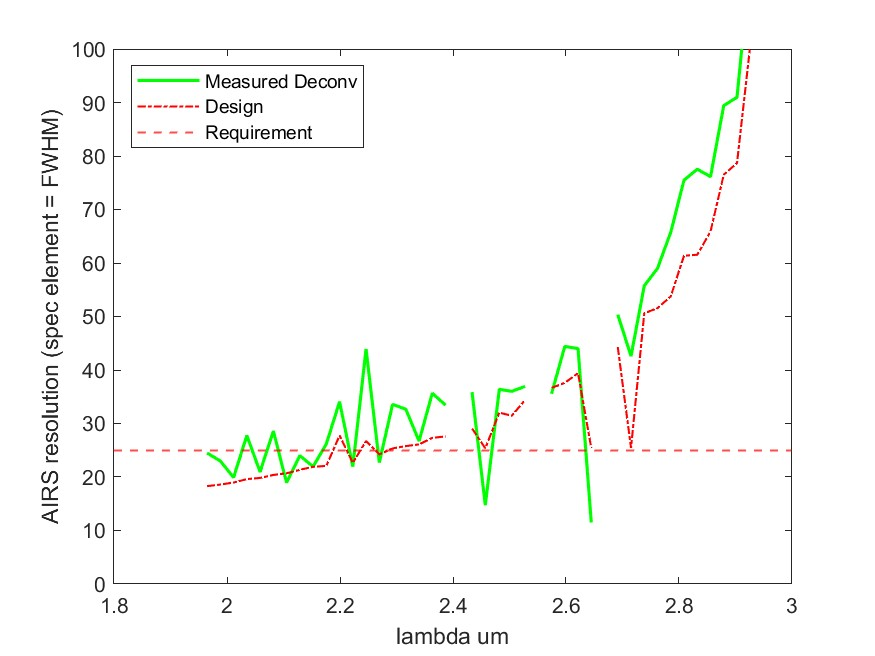 100
90
80
70
60
50
40
30
20
10
0
1.8 2 2.2 2.4 2.6 2.8 3
lambda um
AIRS resolution (spec element = FWHM)
Measured Deconv
Design
Requirement